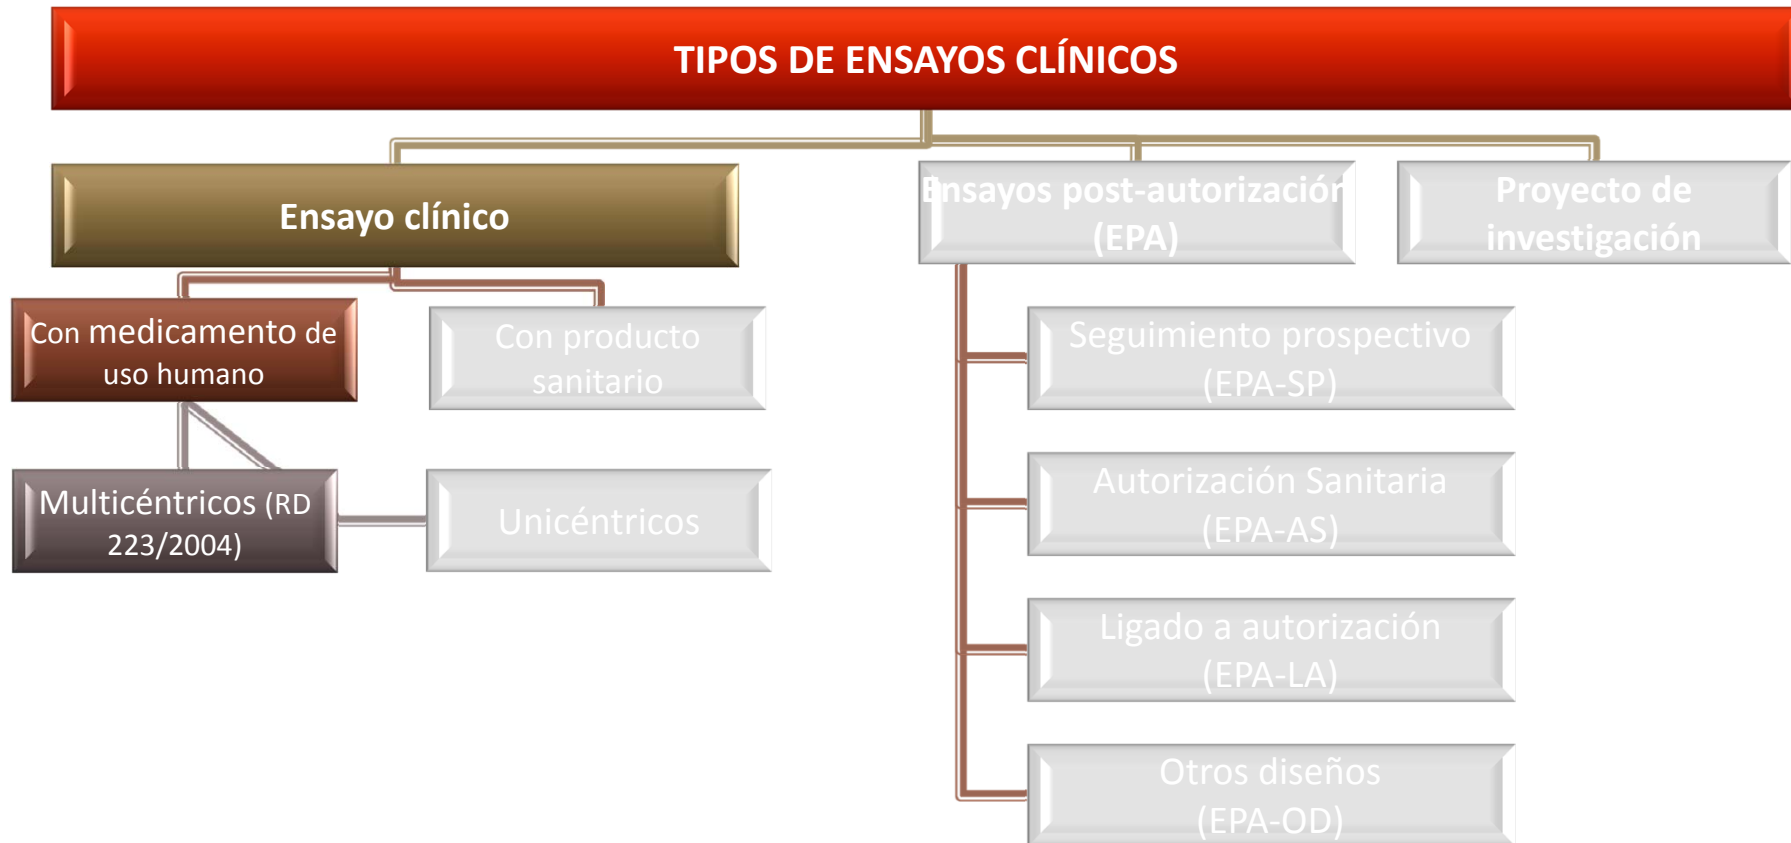 TIPOS DE ENSAYOS CLÍNICOS
Ensayo clínico
Ensayos post-autorización
(EPA)
Proyecto de
investigación
Con medicamento de
uso humano
Con producto
sanitario
Multicéntricos (RD
223/2004)
Unicéntricos
Seguimiento prospectivo
(EPA-SP)
Autorización Sanitaria
(EPA-AS)
Ligado a autorización
(EPA-LA)
Otros diseños
(EPA-OD)